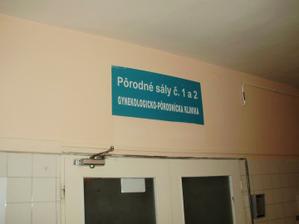 Pôrodné sály č. 1 a 2
GYNEKOLOGICKO-PÔRODNÍCKA KLINIKA